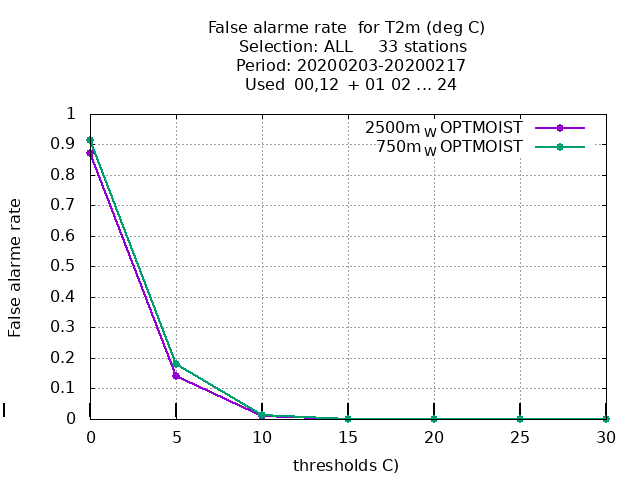 False alarme rate  for T2m (deg C)
Selection: ALL     33 stations
Period: 20200203-20200217
Used  00,12  + 01 02 ... 24
2500m W OPTMOIST
750m W OPTMOIST
False alarme rate
1
0.9
0.8
0.7
0.6
0.5
0.4
0.3
0.2
0.1
0
0 5 10 15 20 25 30
thresholds C)